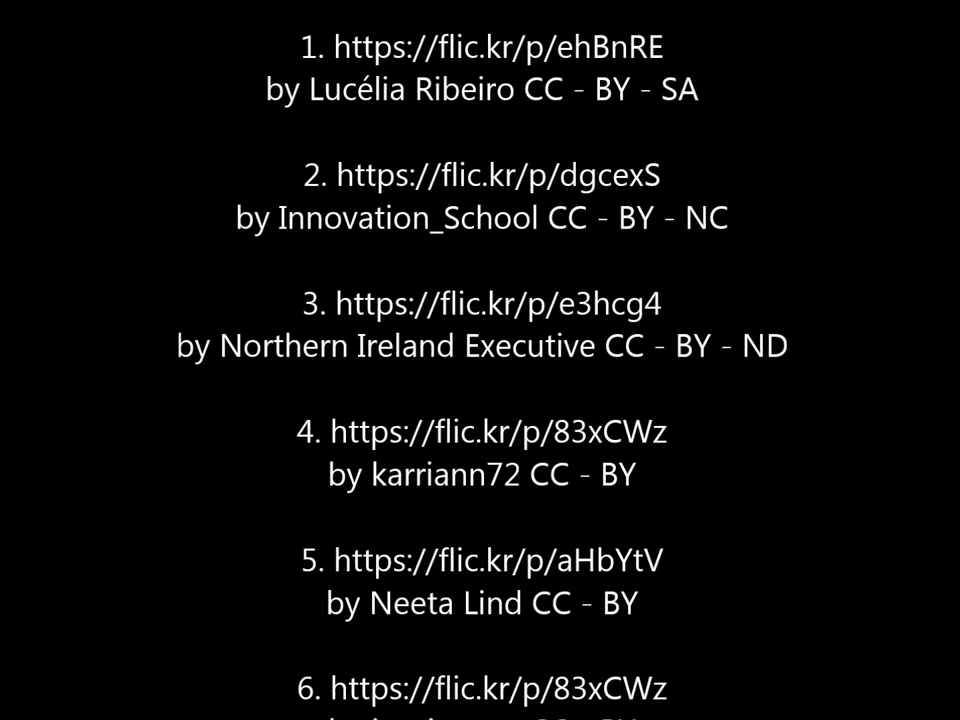 1. https://flic.kr/p/ehBnRE
by Lucélia Ribeiro CC - BY - SA
2. https://flic.kr/p/dgcexS
by Innovation_School CC - BY - NC
3. https://flic.kr/p/e3hcg4
by Northern Ireland Executive CC - BY - ND
4. https://flic.kr/p/83xCWz
by karriann72 CC - BY
5. https://flic.kr/p/aHbYtV
by Neeta Lind CC - BY
6. https://flic.kr/p/83xCWz